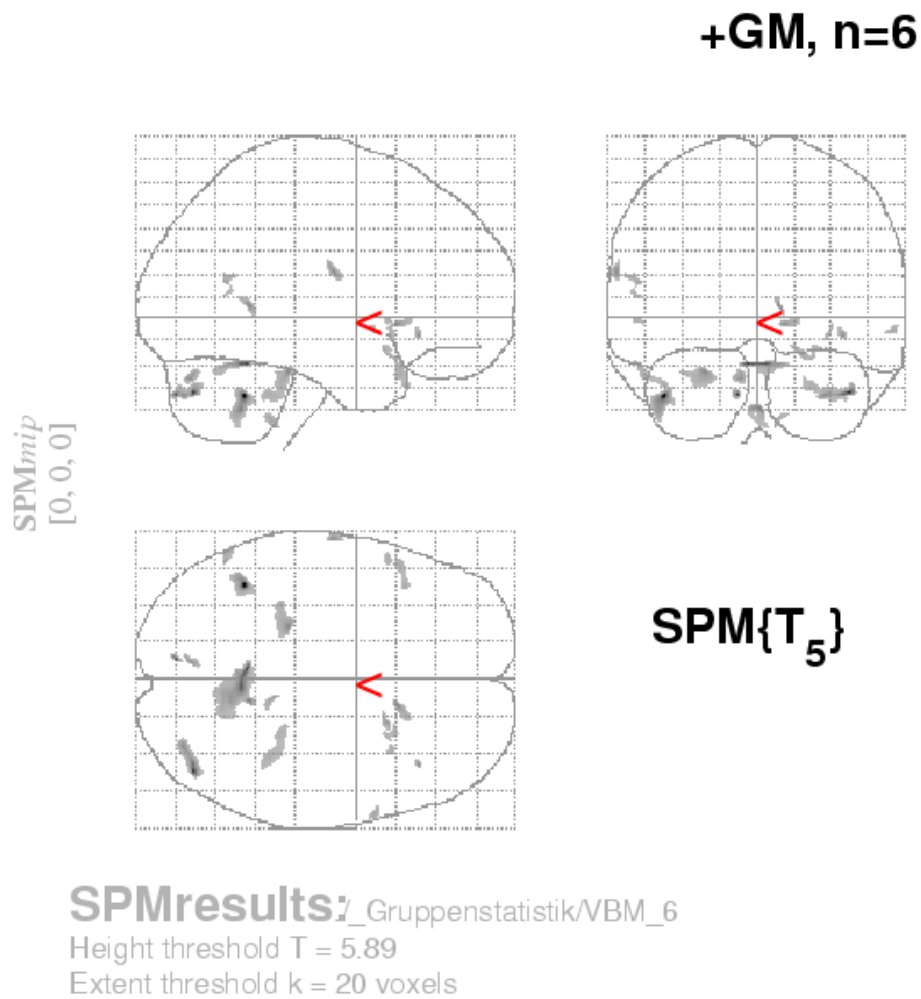 +GM, n=6
SPMmip
[0, 0, 0]
<
<
<
SPM{T5}
SPMresults: /_Gruppenstatistik/VBM_6
Height threshold T = 5.89
Extent threshold k = 20 voxels